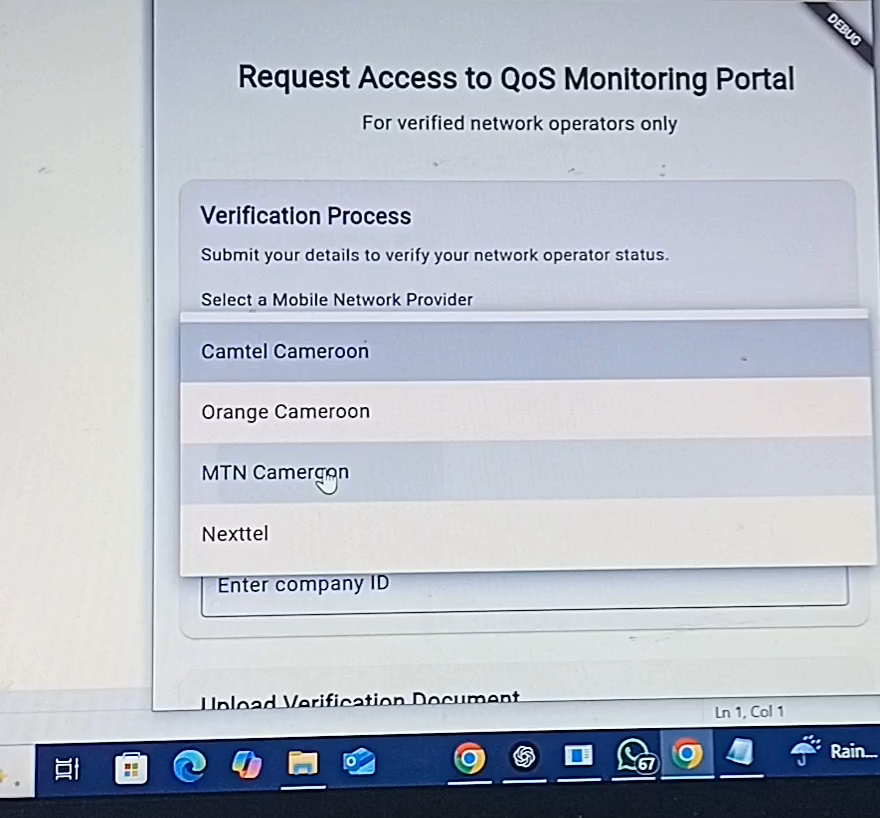 DEBUG
Request Access to QoS Monitoring Portal
For verified network operators only
Verification Process
Submit your details to verify your network operator status.
Select a Mobile Network Provider
Camtel Cameroon
Orange Cameroon
MTN Cameroon
Nexttel
Enter company ID
Upload Verification Document
Ln 1, Col 1
67
Rain...